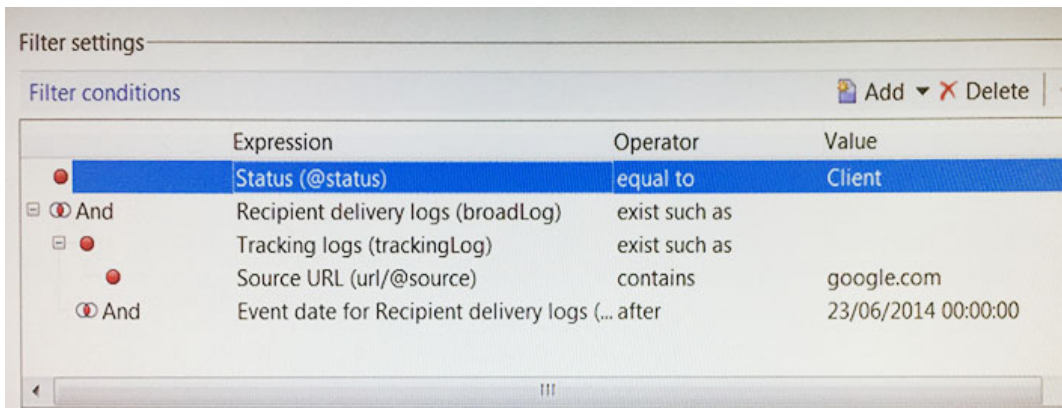 Filter settings
Filter conditions Add Delete
Expression Operator Value
Status (@status) equal to Client
And Recipient delivery logs (broadLog) exist such as
Tracking logs (trackingLog) exist such as
Source URL (url/@source) contains google.com
And Event date for Recipient delivery logs (... after 23/06/2014 00:00:00